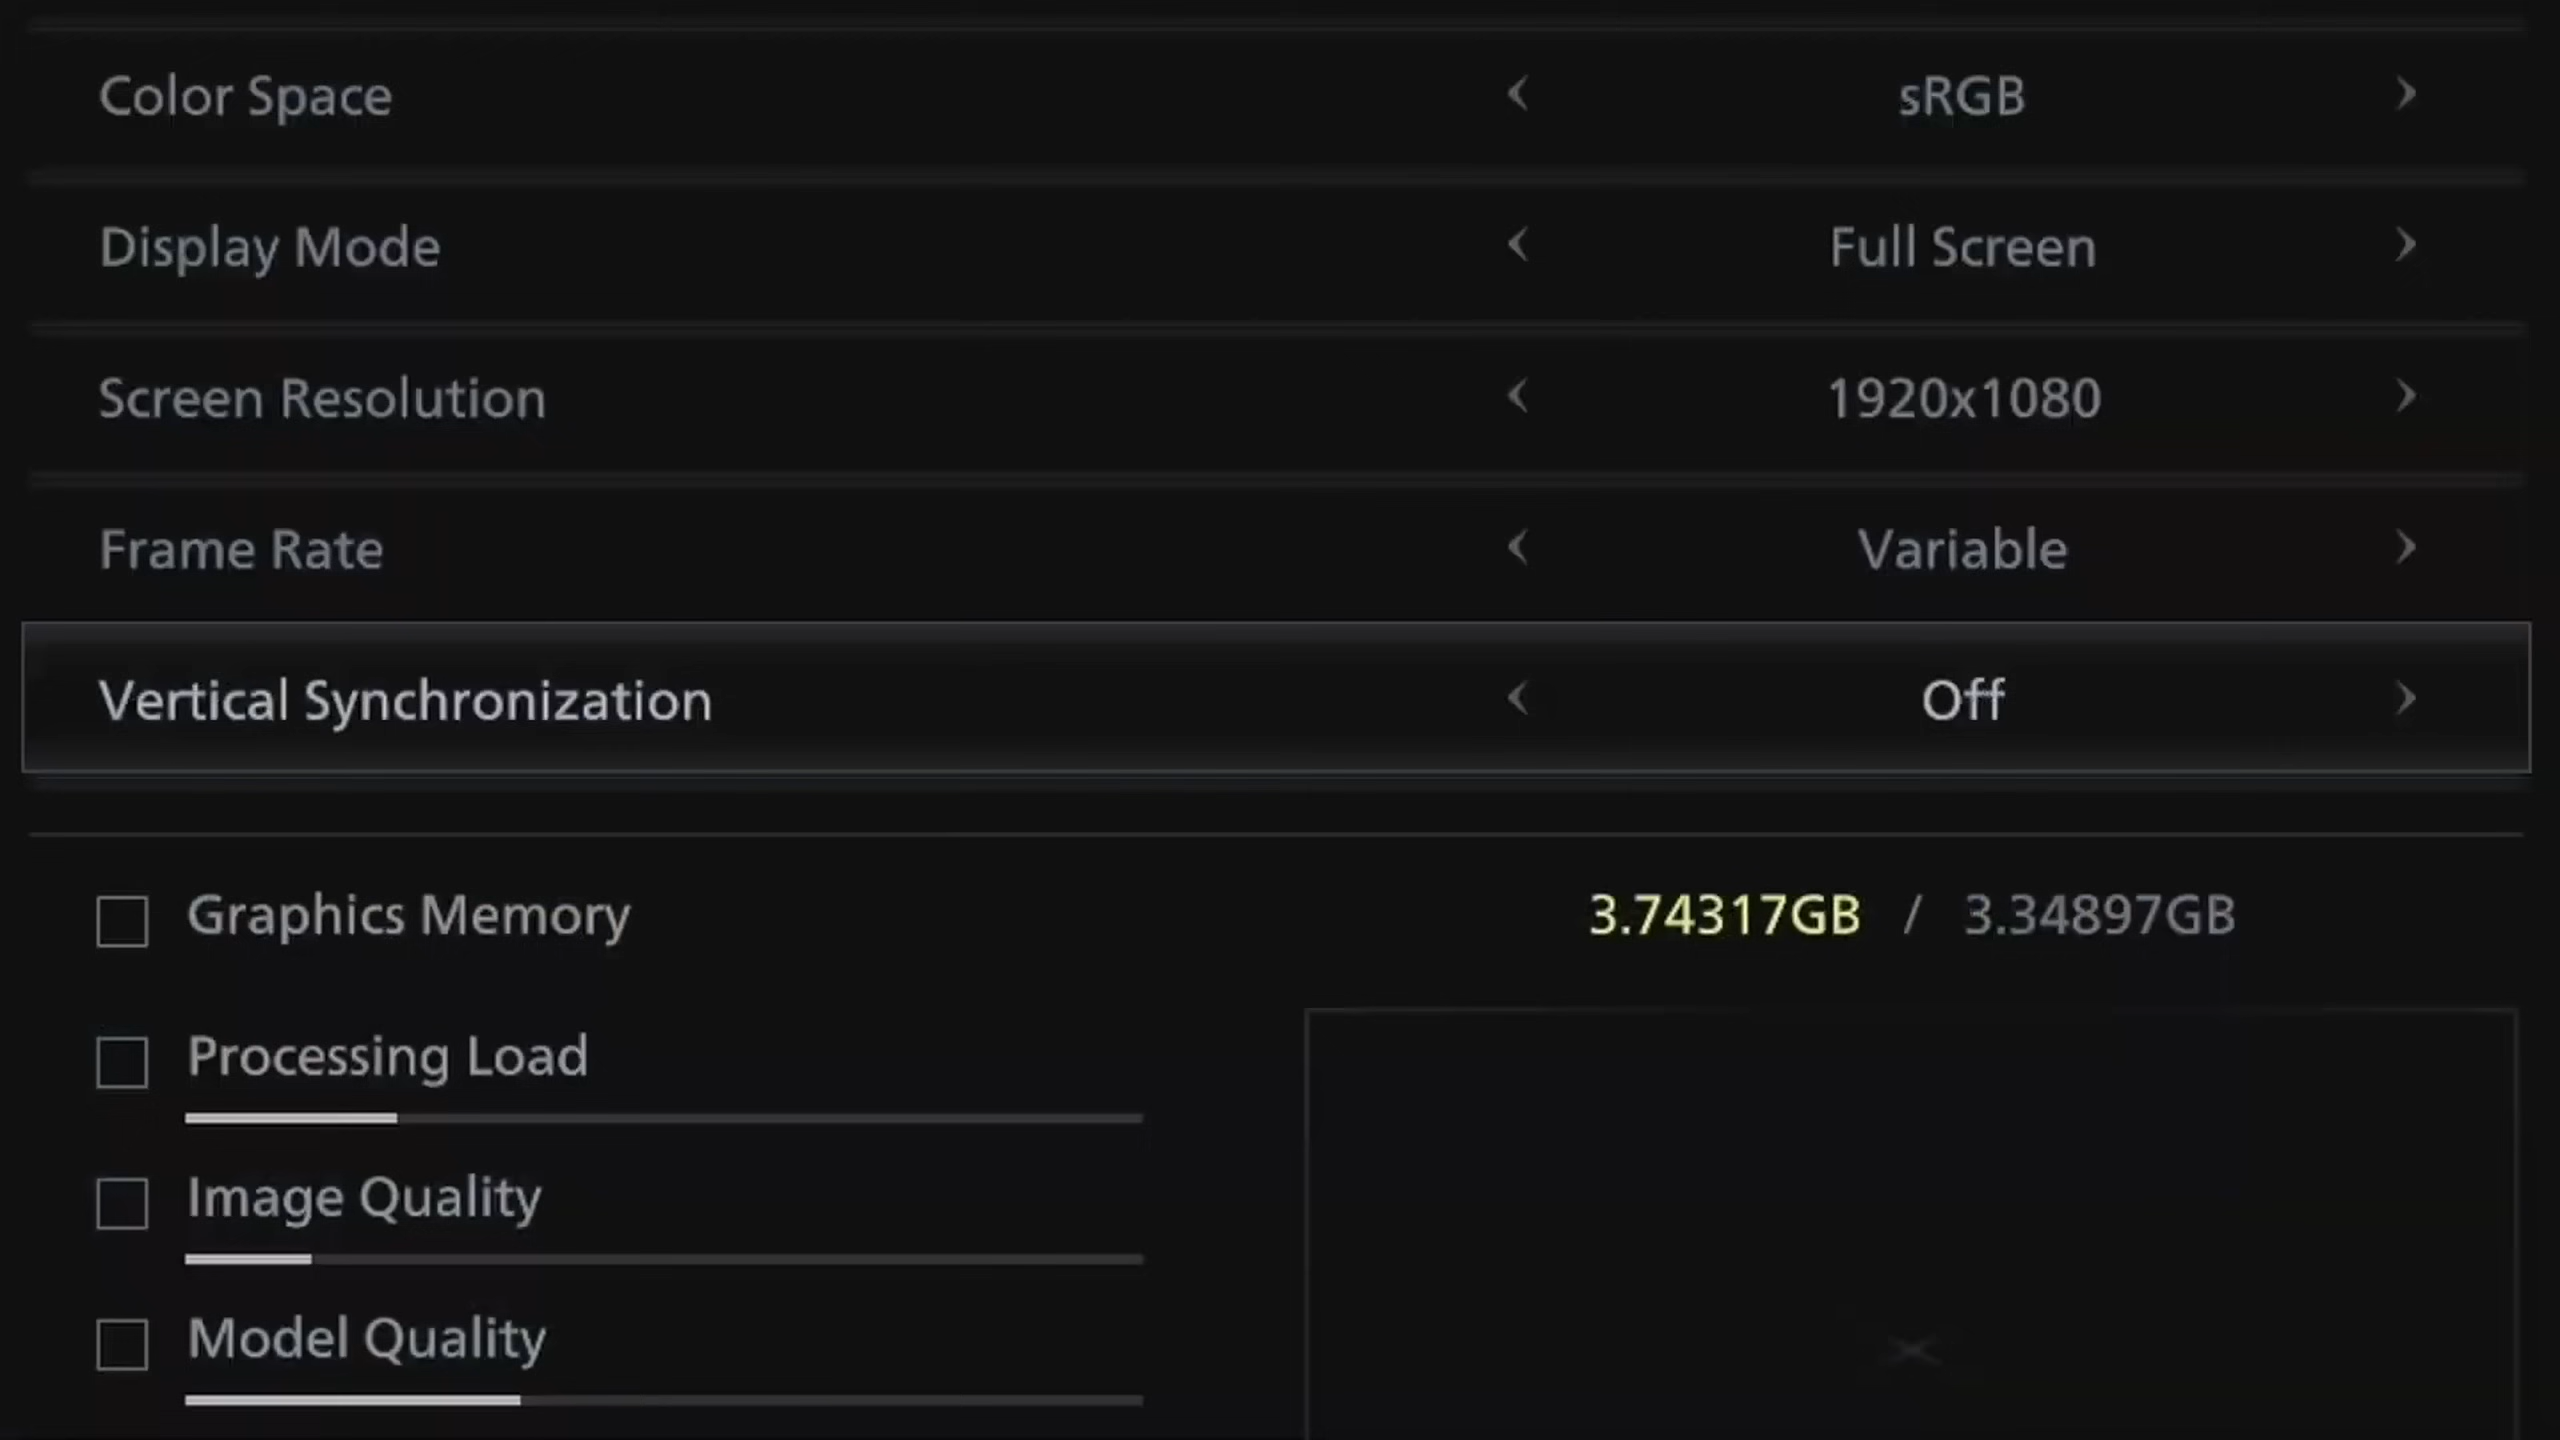 Color Space < sRGB >
Display Mode < Full Screen >
Screen Resolution < 1920x1080 >
Frame Rate < Variable >
Vertical Synchronization < Off >
Graphics Memory 3.74317GB / 3.34897GB
Processing Load
Image Quality
Model Quality